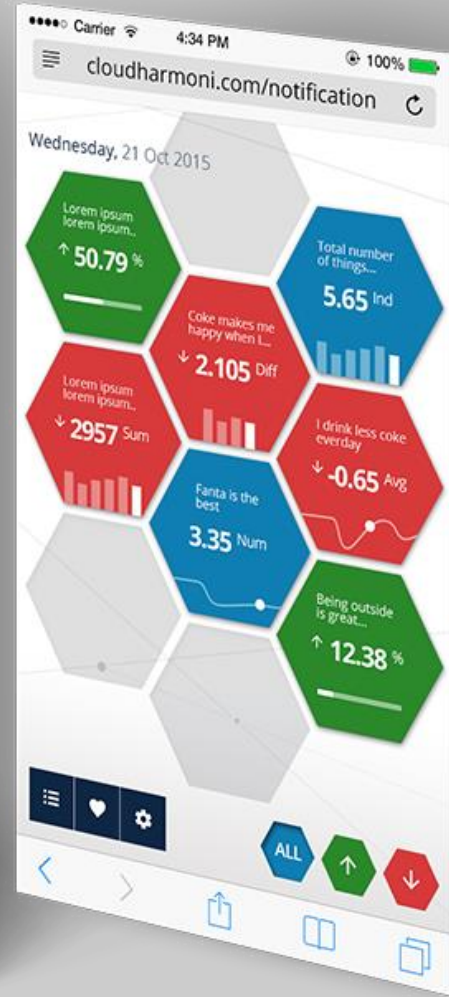 Carrier 4:34 PM 100%
cloudharmoni.com/notification
Wednesday, 21 Oct 2015
Lorem ipsum
lorem ipsum..
↑ 50.79 %
Total number
of things...
5.65 Ind
Coke makes me
happy when I...
↓ 2.105 Diff
Lorem ipsum
lorem ipsum..
↓ 2957 Sum
I drink less coke
everday
↓ -0.65 Avg
Fanta is the
best
3.35 Num
Being outside
is great...
↑ 12.38 %
ALL